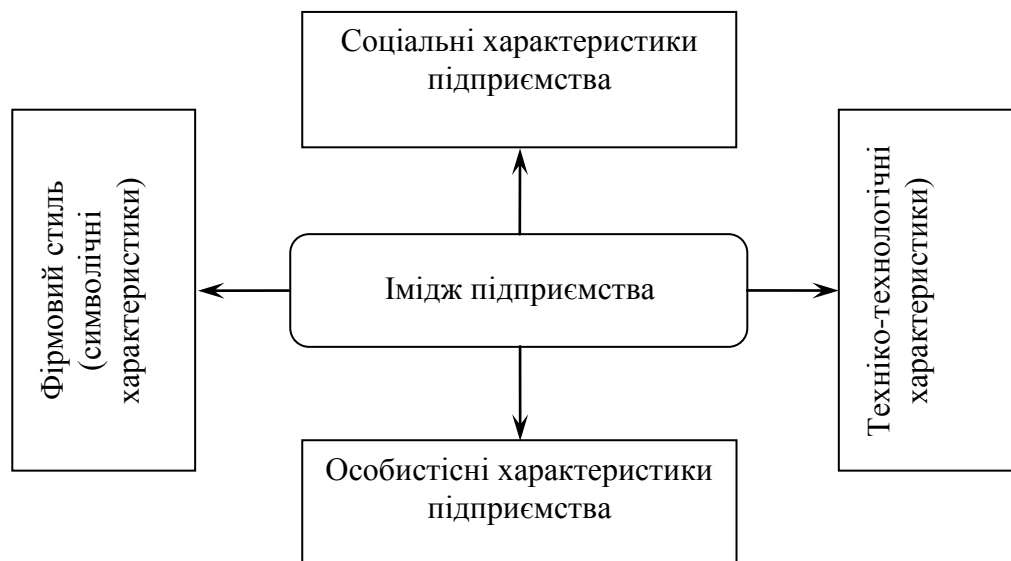 Соціальні характеристики
підприємства
Фірмовий стиль
(символічні
характеристики)
Імідж підприємства
Техніко-технологічні
характеристики)
Особистісні характеристики
підприємства